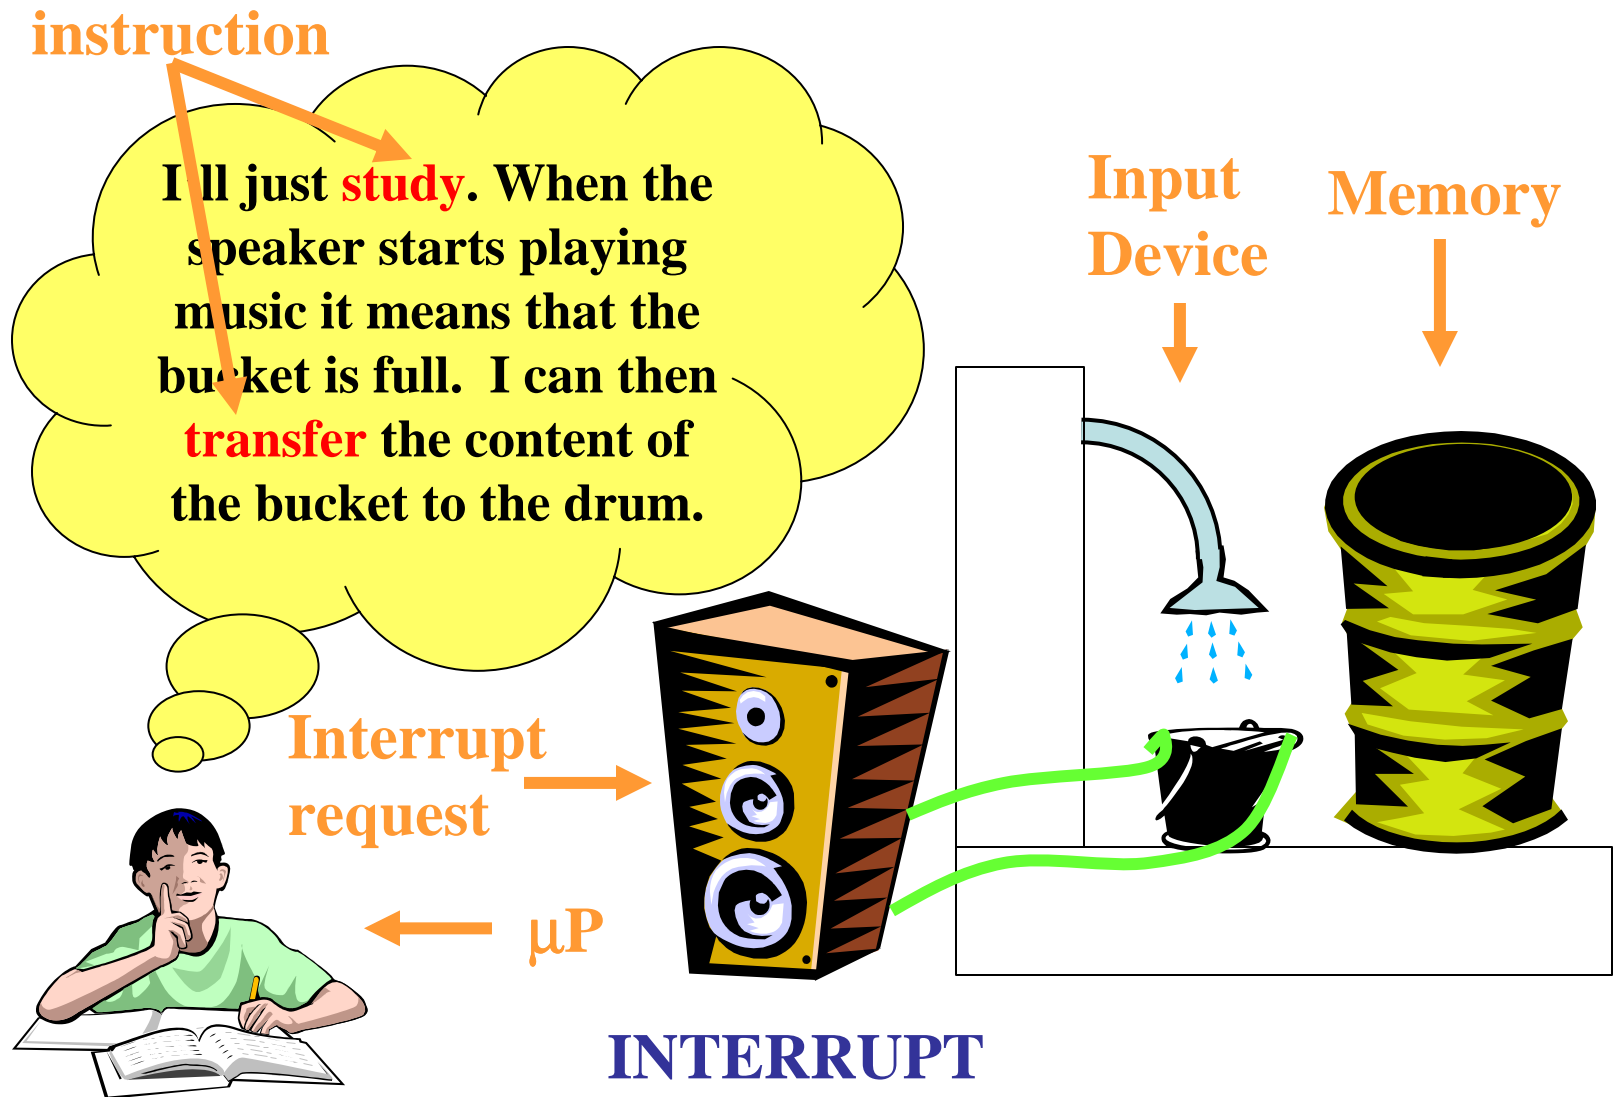 instruction
I'll just study. When the
speaker starts playing
music it means that the
bucket is full. I can then
transfer the content of
the bucket to the drum.
Input
Device
Memory
Interrupt
request
µP
INTERRUPT